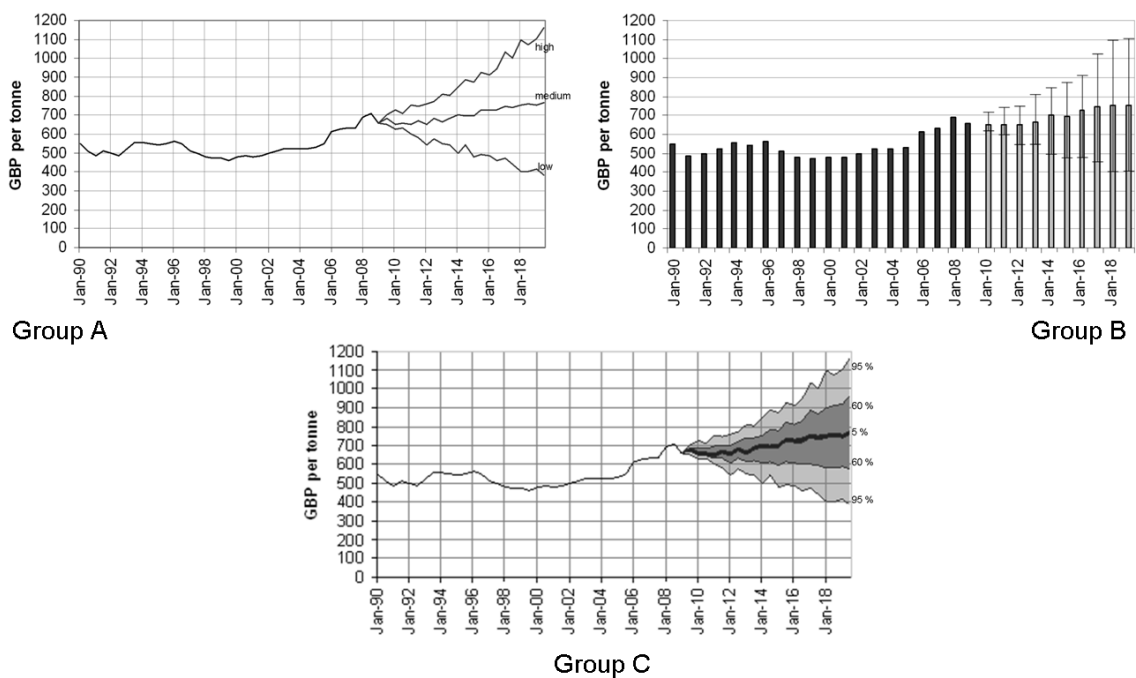 1200
1100
1000
900
800
700
600
500
400
300
200
100
0
GBP per tonne
high
medium
low
Jan-90
Jan-92
Jan-94
Jan-96
Jan-98
Jan-00
Jan-02
Jan-04
Jan-06
Jan-08
Jan-10
Jan-12
Jan-14
Jan-16
Jan-18
Group A
1200
1100
1000
900
800
700
600
500
400
300
200
100
0
GBP per tonne
Jan-90
Jan-92
Jan-94
Jan-96
Jan-98
Jan-00
Jan-02
Jan-04
Jan-06
Jan-08
Jan-10
Jan-12
Jan-14
Jan-16
Jan-18
Group B
1200
1100
1000
900
800
700
600
500
400
300
200
100
0
GBP per tonne
95 %
60 %
5 %
60 %
95 %
Jan-90
Jan-92
Jan-94
Jan-96
Jan-98
Jan-00
Jan-02
Jan-04
Jan-06
Jan-08
Jan-10
Jan-12
Jan-14
Jan-16
Jan-18
Group C